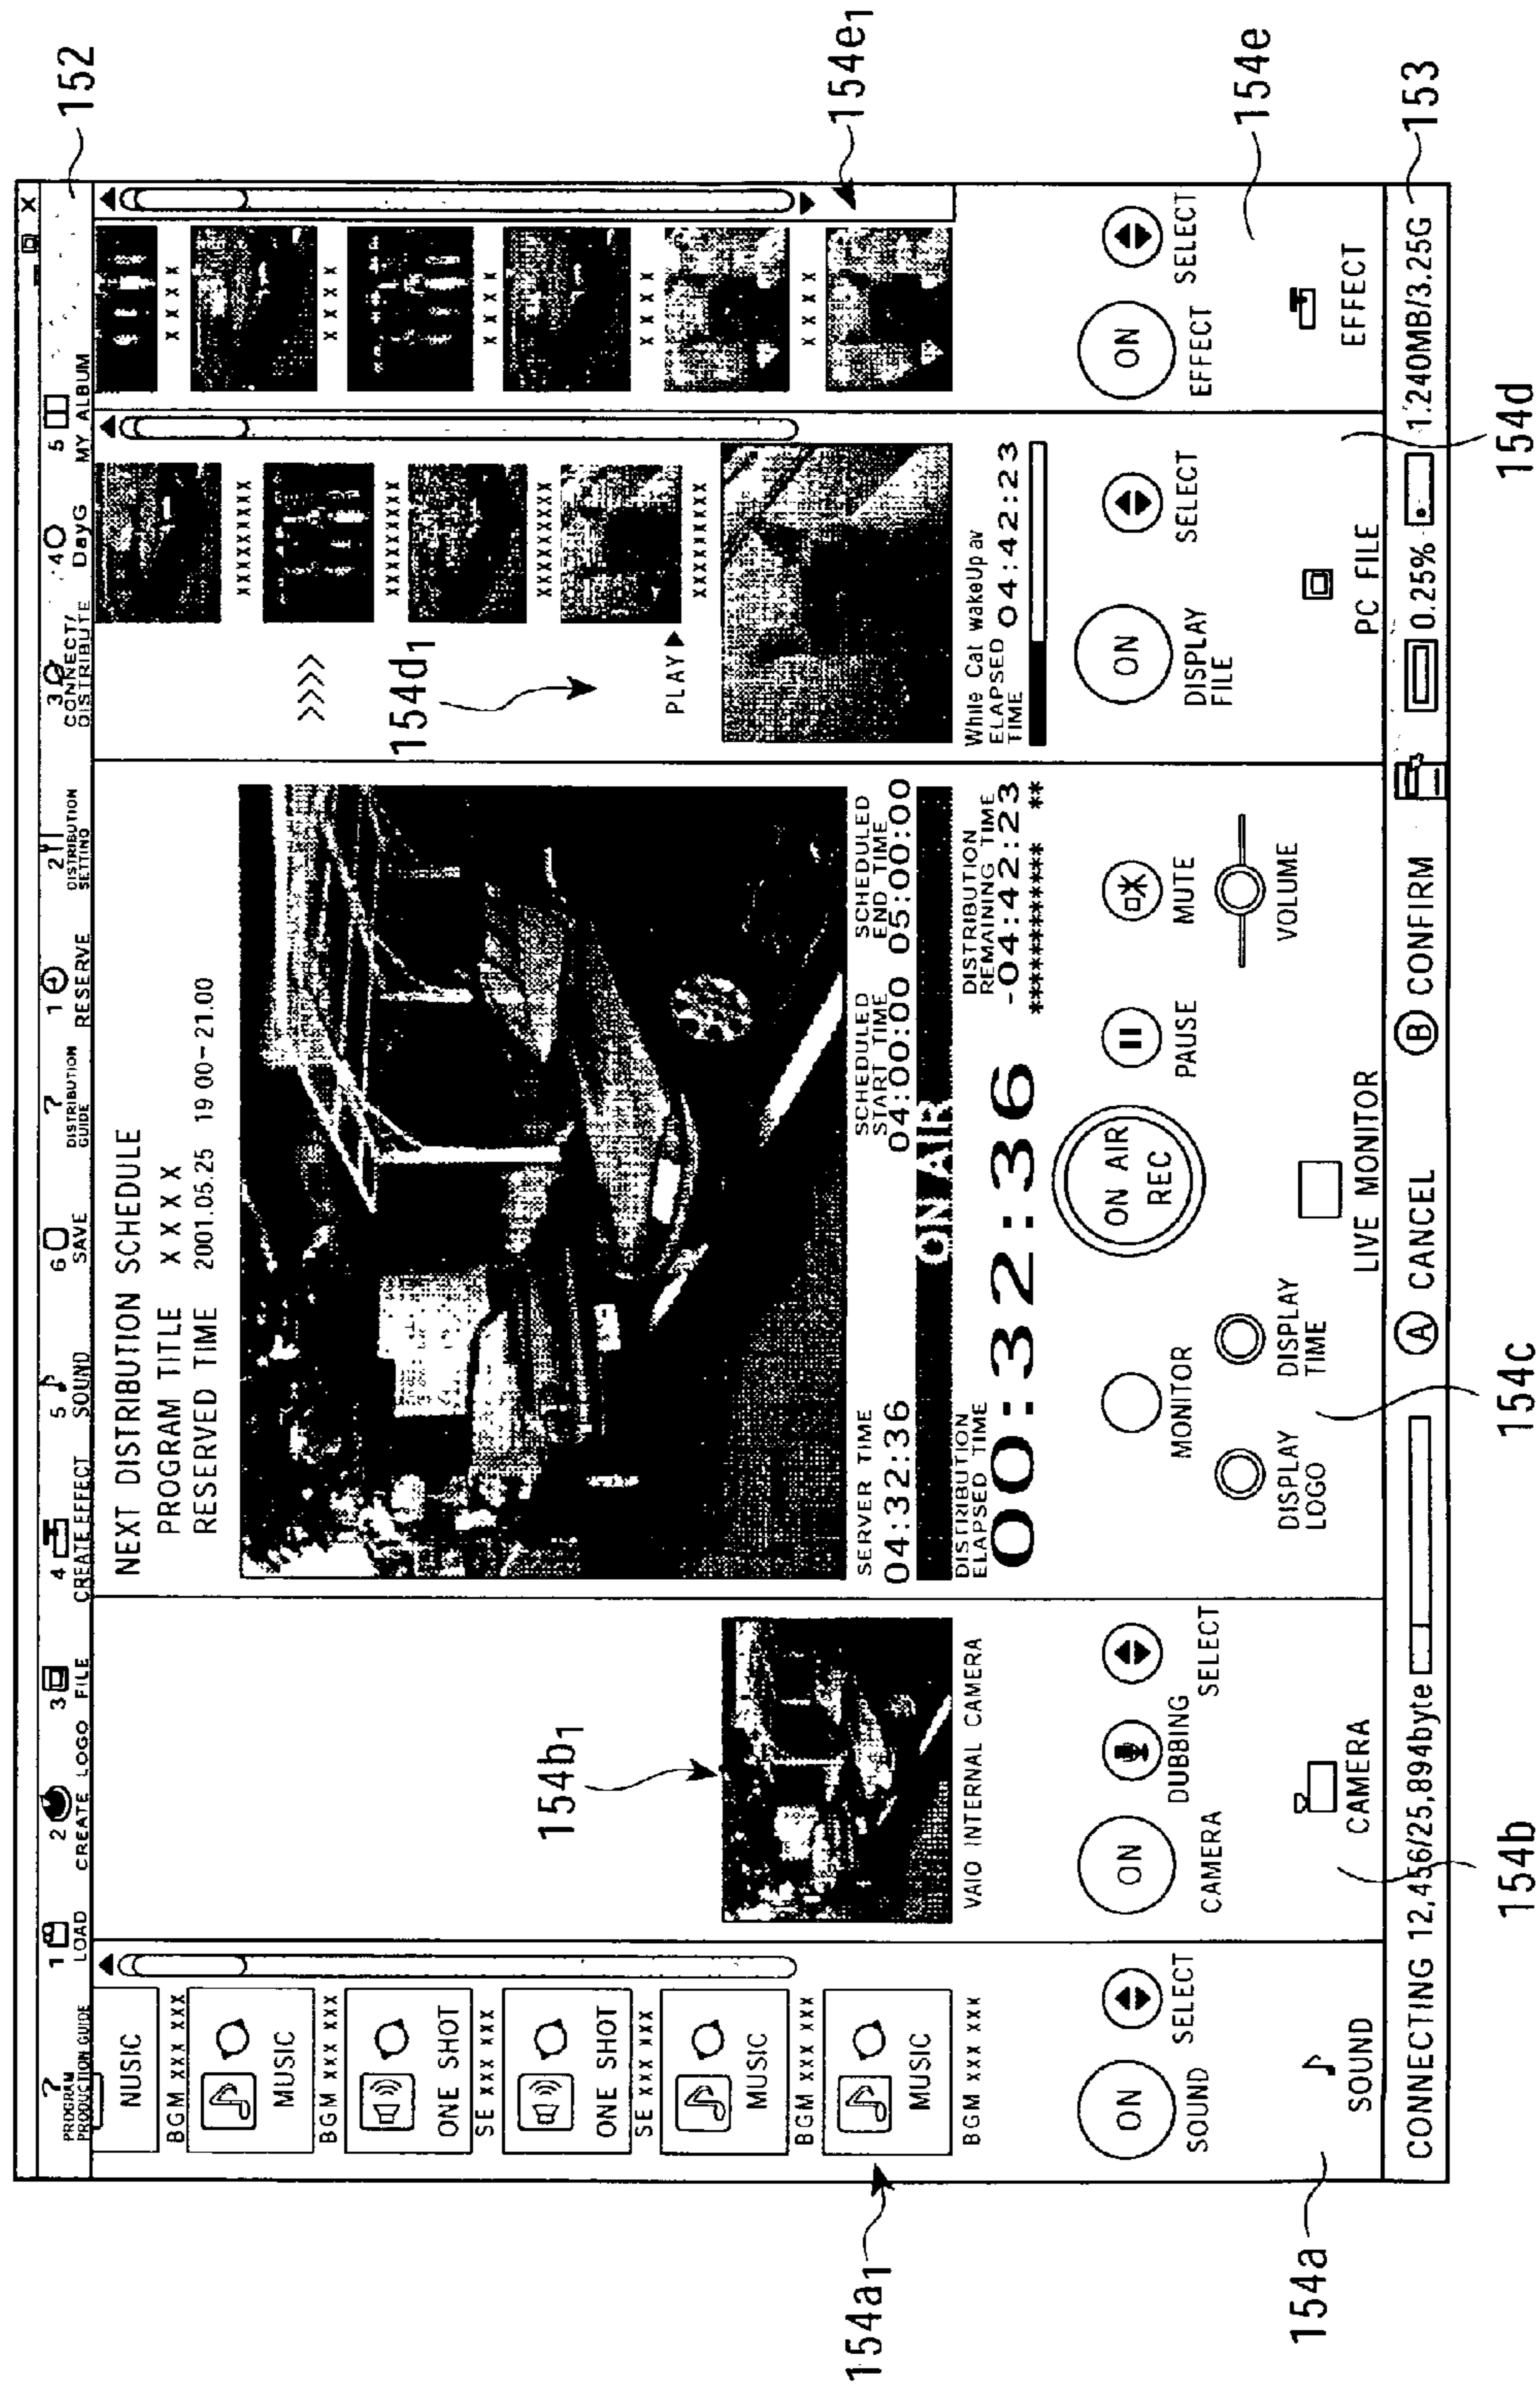 152
?
PROGRAM
PRODUCTION GUIDE
1
LOAD
2
CREATE LOGO
3
FILE
4
CREATE EFFECT
5
SOUND
6
SAVE
?
DISTRIBUTION
GUIDE
1
RESERVE
2
DISTRIBUTION
SETTING
3
CONNECT/
DISTRIBUTE
4
DayG
5
MY ALBUM
X
NUSIC
BGM XXX XXX
MUSIC
BGM XXX XXX
ONE SHOT
SE XXX XXX
ONE SHOT
SE XXX XXX
MUSIC
BGM XXX XXX
MUSIC
BGM XXX XXX
154a1
ON
SOUND
SELECT
SOUND
154a
154b1
VAIO INTERNAL CAMERA
ON
CAMERA
DUBBING
SELECT
CAMERA
154b
NEXT DISTRIBUTION SCHEDULE
PROGRAM TITLE X X X
RESERVED TIME 2001.05.25 19 00-21.00
SERVER TIME
04:32:36
SCHEDULED
START TIME
04:00:00
SCHEDULED
END TIME
05:00:00
ON AIR
DISTRIBUTION
ELAPSED TIME
00:32:36
DISTRIBUTION
REMAINING TIME
-04:42:23
********** **
MONITOR
ON AIR
REC
PAUSE
MUTE
DISPLAY
LOGO
DISPLAY
TIME
VOLUME
LIVE MONITOR
154c
XXXXXXXXX
>>>>
XXXXXXXXX
XXXXXXXXX
154d1
PLAY
XXXXXXXXX
While Cat wakeUp av
ELAPSED
TIME
04:42:23
ON
DISPLAY
FILE
SELECT
PC FILE
154d
X X X X
X X X X
X X X X
X X X X
X X X X
154e1
ON
EFFECT
SELECT
EFFECT
154e
CONNECTING 12,456/25,894byte
A CANCEL
B CONFIRM
0.25%
1.240MB/3.25G
153